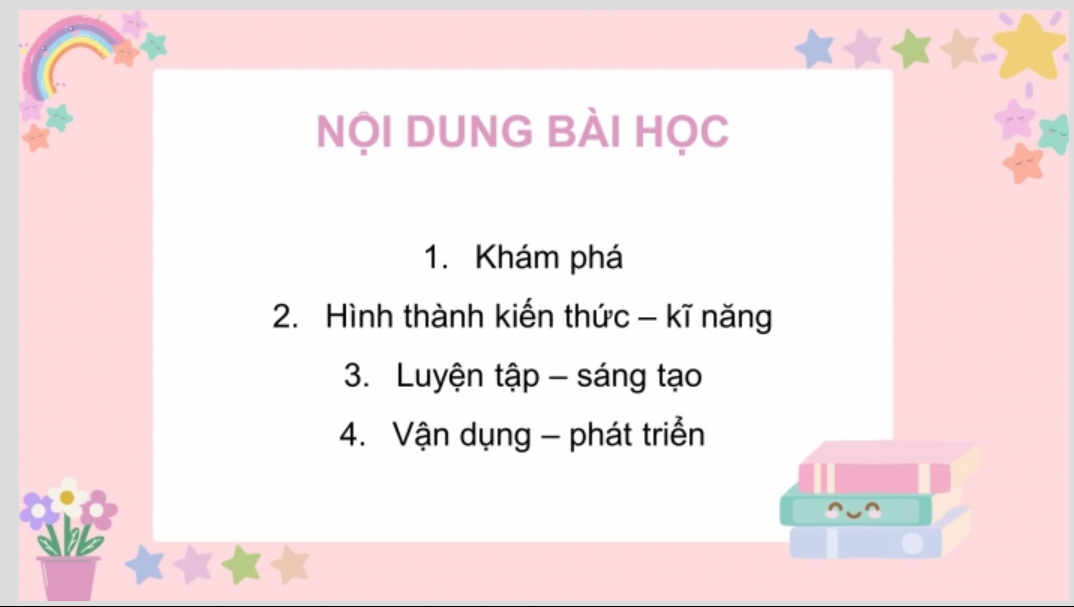 NỘI DUNG BÀI HỌC
1. Khám phá
2. Hình thành kiến thức – kĩ năng
3. Luyện tập – sáng tạo
4. Vận dụng – phát triển